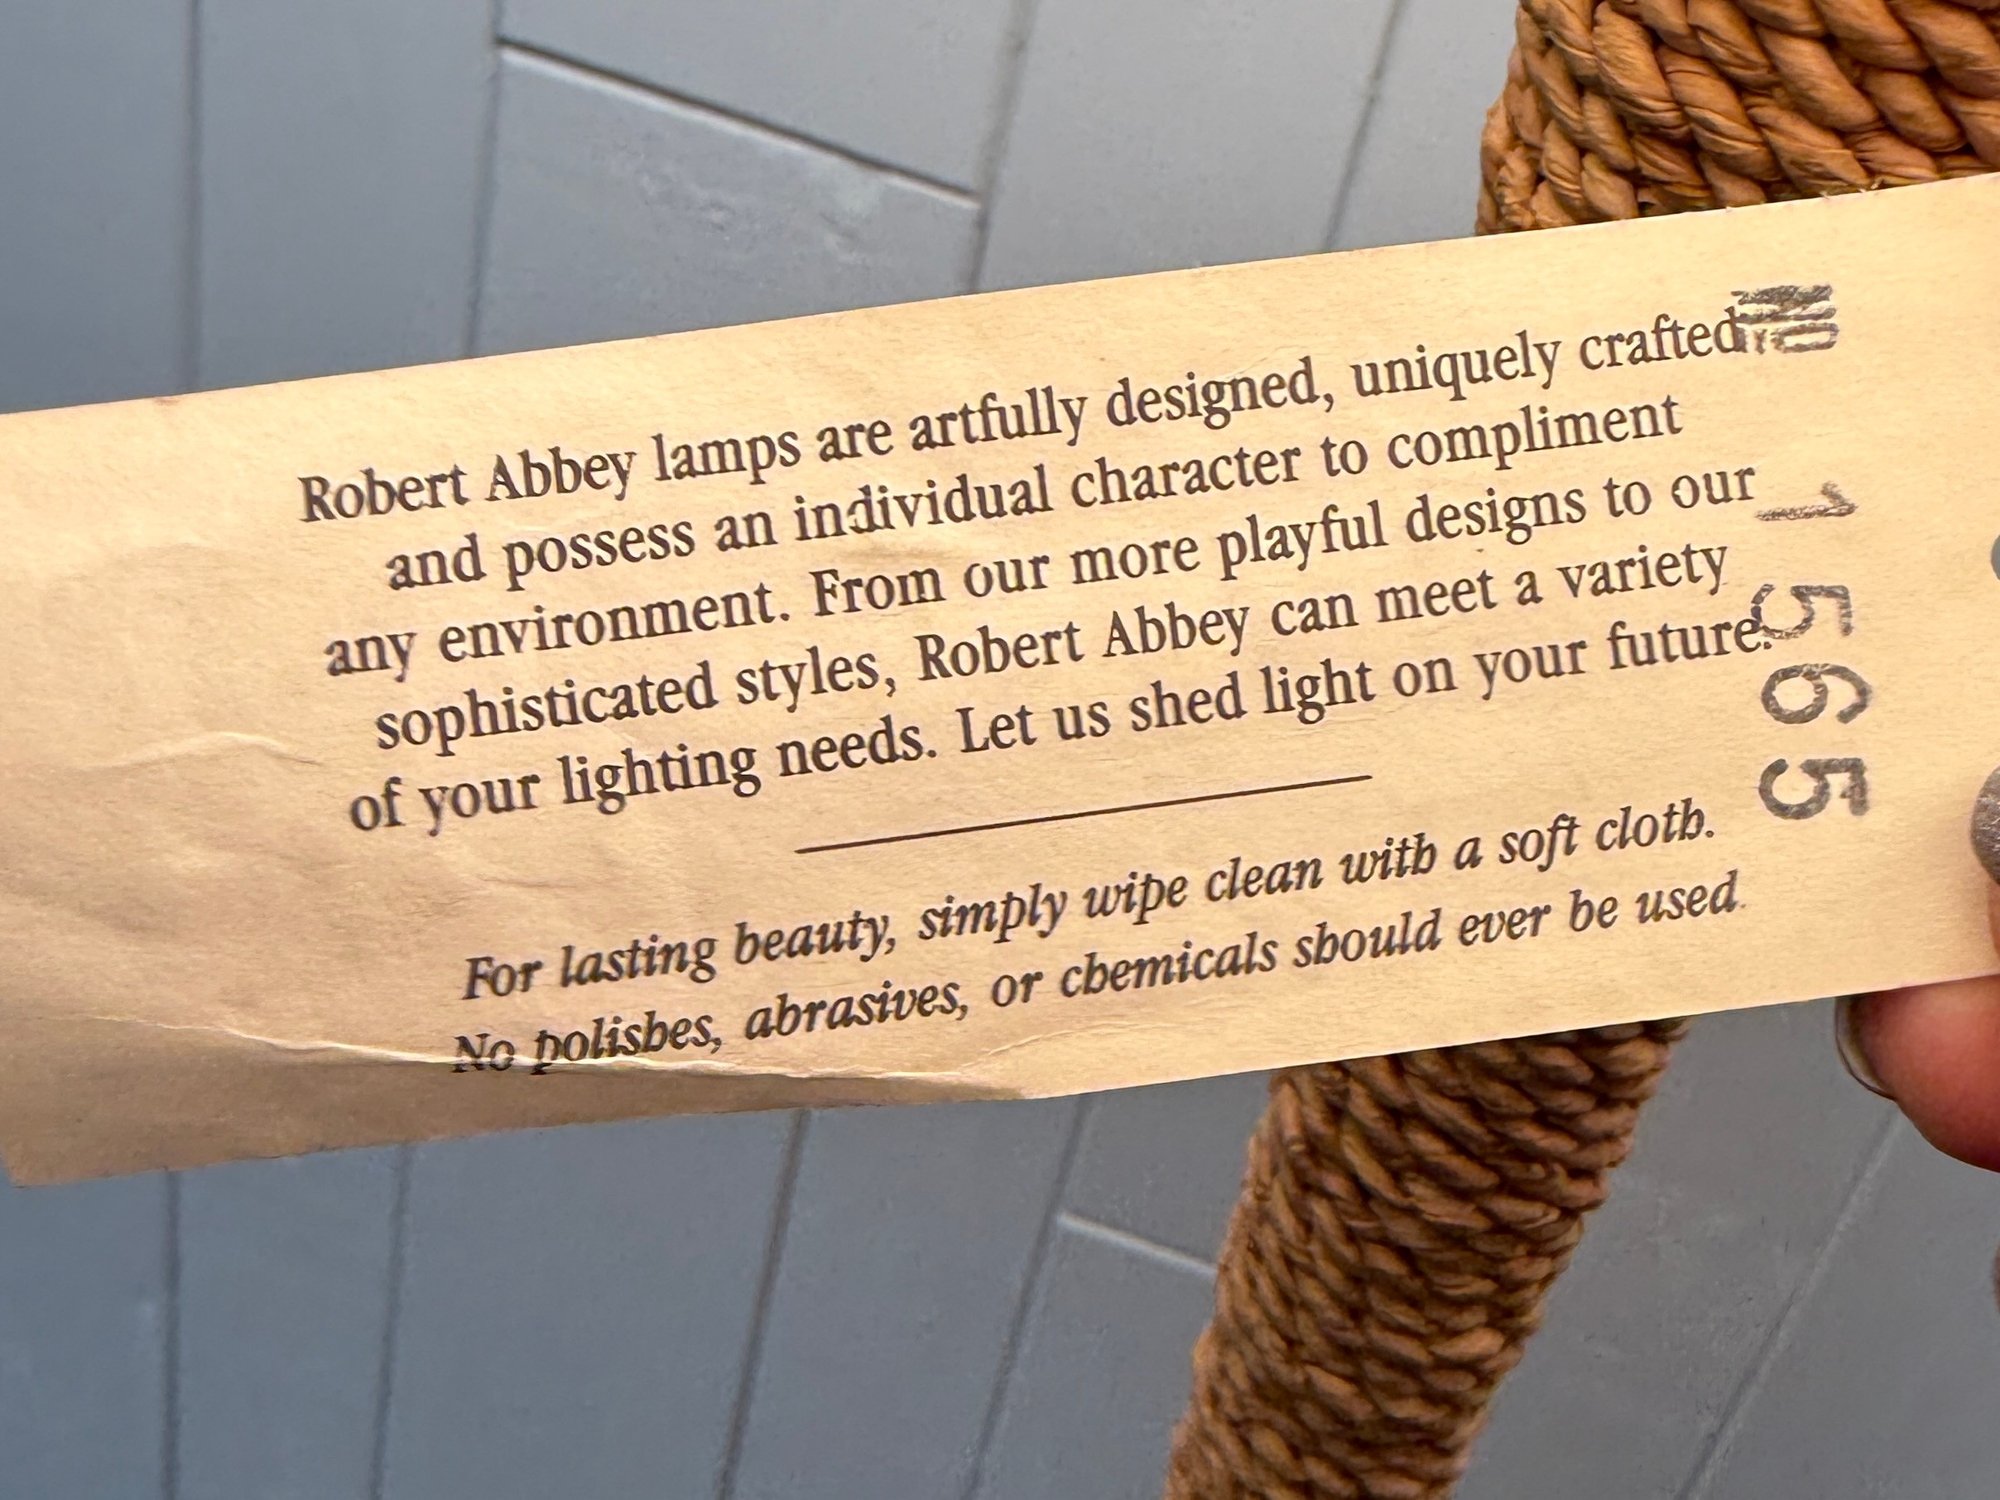 Robert Abbey lamps are artfully designed, uniquely crafted
and possess an individual character to compliment
any environment. From our more playful designs to our
sophisticated styles, Robert Abbey can meet a variety
of your lighting needs. Let us shed light on your future.
For lasting beauty, simply wipe clean with a soft cloth.
No polishes, abrasives, or chemicals should ever be used.
1 565